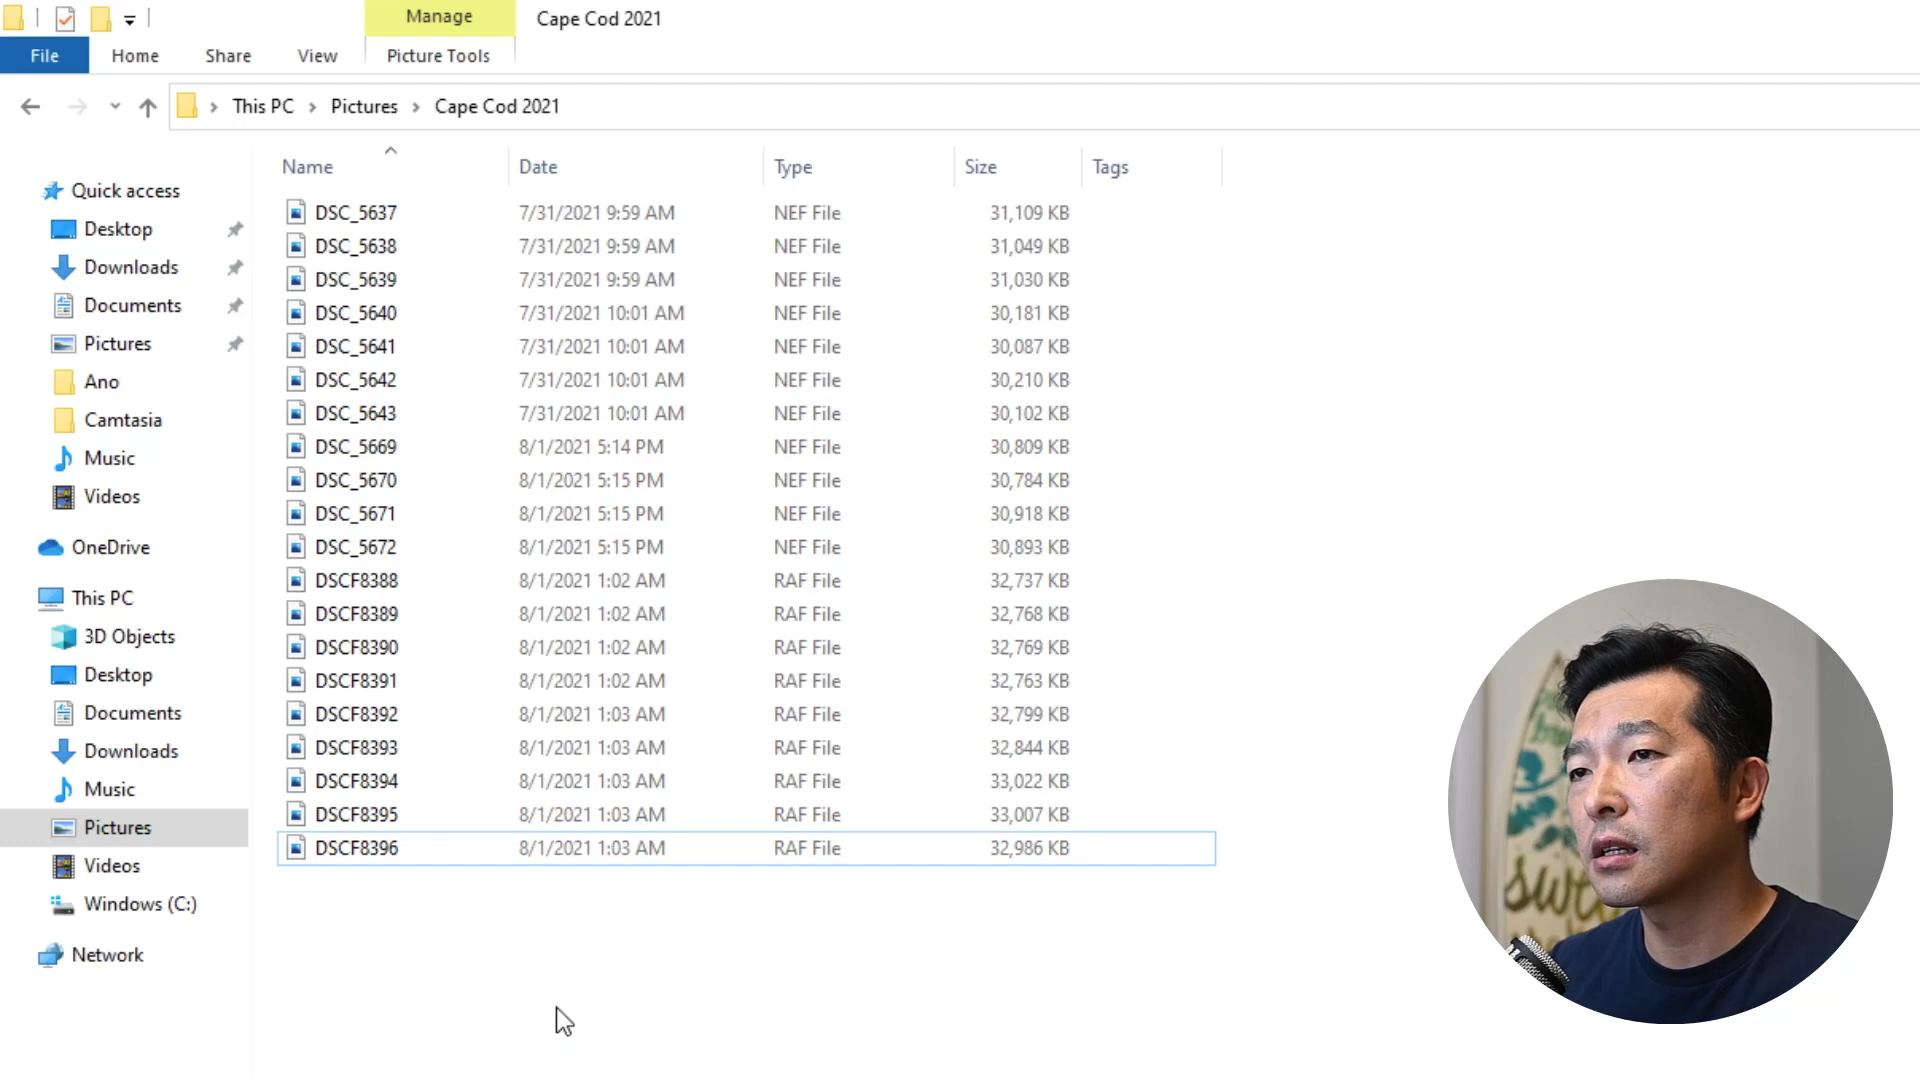 Manage
Cape Cod 2021
File Home Share View Picture Tools
This PC Pictures Cape Cod 2021
Name Date Type Size Tags
Quick access
Desktop
Downloads
Documents
Pictures
Ano
Camtasia
Music
Videos
OneDrive
This PC
3D Objects
Desktop
Documents
Downloads
Music
Pictures
Videos
Windows (C:)
Network
DSC_5637 7/31/2021 9:59 AM NEF File 31,109 KB
DSC_5638 7/31/2021 9:59 AM NEF File 31,049 KB
DSC_5639 7/31/2021 9:59 AM NEF File 31,030 KB
DSC_5640 7/31/2021 10:01 AM NEF File 30,181 KB
DSC_5641 7/31/2021 10:01 AM NEF File 30,087 KB
DSC_5642 7/31/2021 10:01 AM NEF File 30,210 KB
DSC_5643 7/31/2021 10:01 AM NEF File 30,102 KB
DSC_5669 8/1/2021 5:14 PM NEF File 30,809 KB
DSC_5670 8/1/2021 5:15 PM NEF File 30,784 KB
DSC_5671 8/1/2021 5:15 PM NEF File 30,918 KB
DSC_5672 8/1/2021 5:15 PM NEF File 30,893 KB
DSCF8388 8/1/2021 1:02 AM RAF File 32,737 KB
DSCF8389 8/1/2021 1:02 AM RAF File 32,768 KB
DSCF8390 8/1/2021 1:02 AM RAF File 32,769 KB
DSCF8391 8/1/2021 1:02 AM RAF File 32,763 KB
DSCF8392 8/1/2021 1:03 AM RAF File 32,799 KB
DSCF8393 8/1/2021 1:03 AM RAF File 32,844 KB
DSCF8394 8/1/2021 1:03 AM RAF File 33,022 KB
DSCF8395 8/1/2021 1:03 AM RAF File 33,007 KB
DSCF8396 8/1/2021 1:03 AM RAF File 32,986 KB